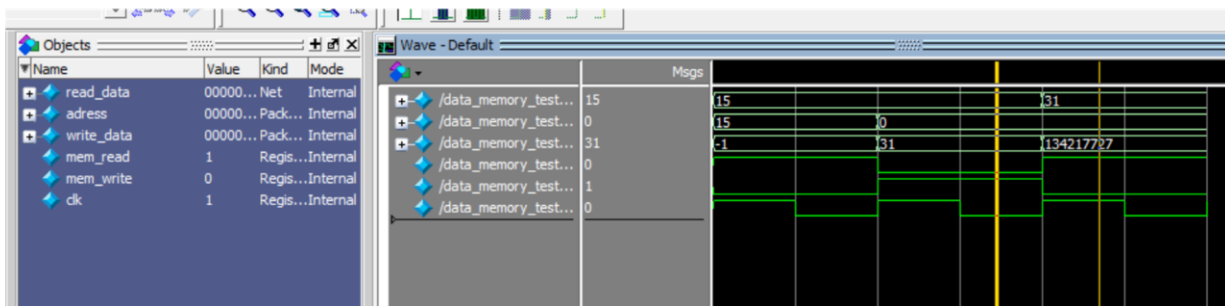 Objects
Wave - Default
Name Value Kind Mode
Msgs
read_data 00000... Net Internal
adress 00000... Pack... Internal
write_data 00000... Pack... Internal
mem_read 1 Regis... Internal
mem_write 0 Regis... Internal
clk 1 Regis... Internal
/data_memory_test... 15 15 31
/data_memory_test... 0 15 0
/data_memory_test... 31 -1 31 134217727
/data_memory_test... 0
/data_memory_test... 1
/data_memory_test... 0